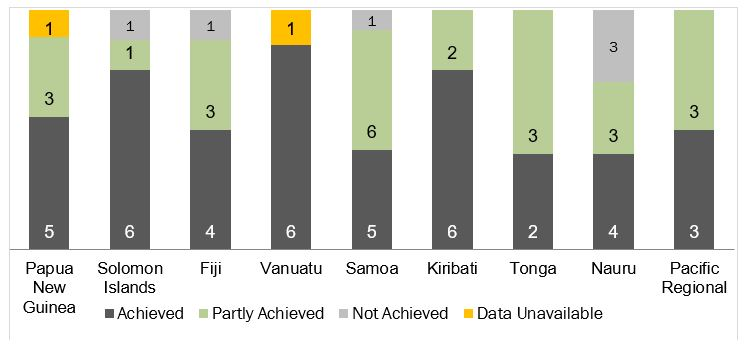 1 1 1 1 1
3 1 3 6 2 3 3 3 3
5 6 4 6 5 6 2 4 3
Papua New Guinea
Solomon Islands
Fiji
Vanuatu
Samoa
Kiribati
Tonga
Nauru
Pacific Regional
Achieved Partly Achieved Not Achieved Data Unavailable